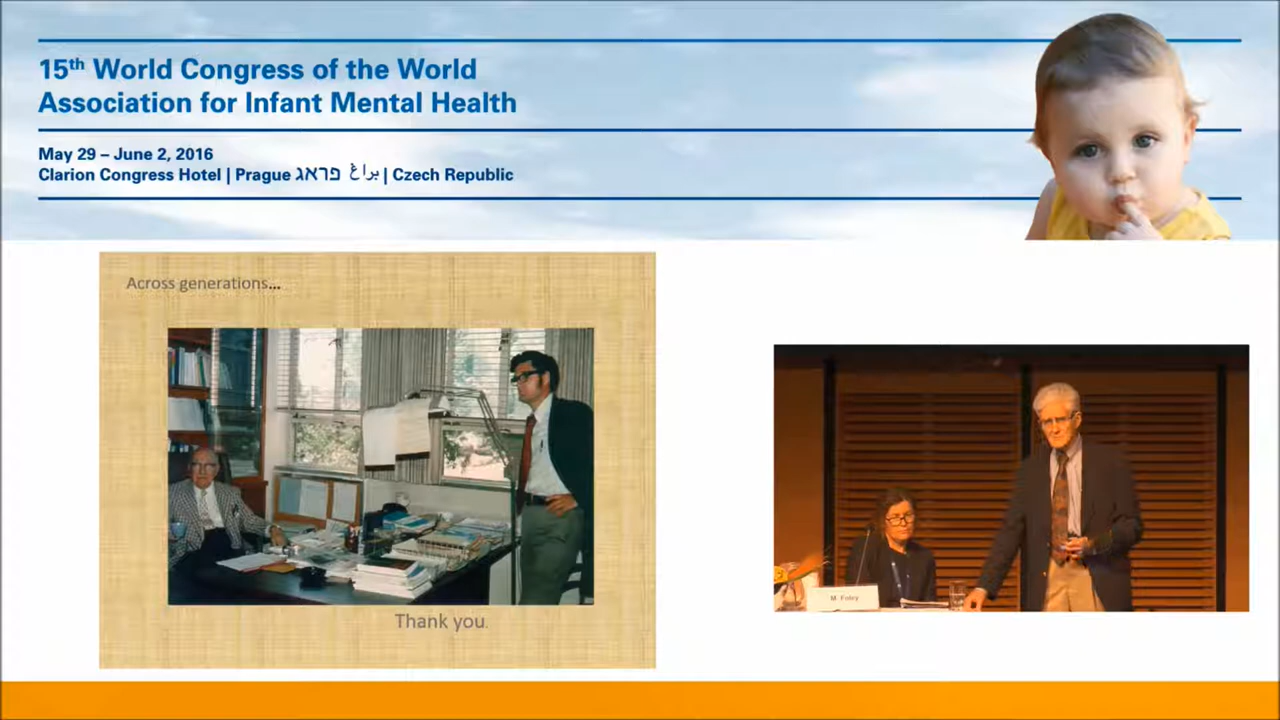 15th World Congress of the World
Association for Infant Mental Health
May 29 – June 2, 2016
Clarion Congress Hotel | Prague פראג براغ | Czech Republic
Across generations...
Thank you.
M. Foley